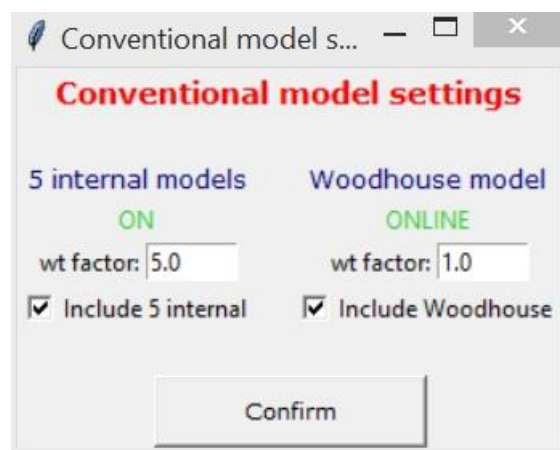 Conventional model s...
Conventional model settings
5 internal models Woodhouse model
ON ONLINE
wt factor: 5.0 wt factor: 1.0
Include 5 internal Include Woodhouse
Confirm